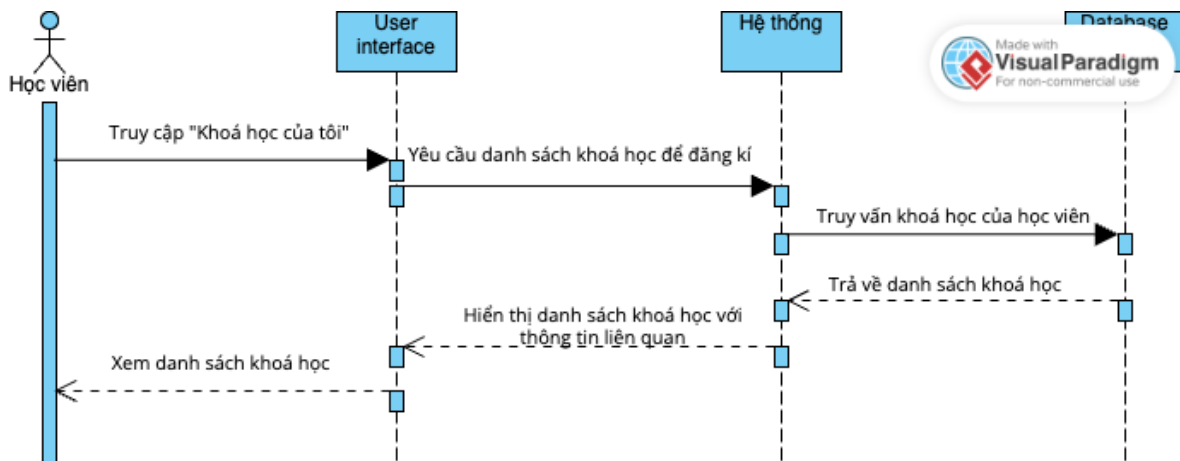 User
interface
Hệ thống
Database
Made with
Visual Paradigm
For non-commercial use
Học viên
Truy cập "Khoá học của tôi"
Yêu cầu danh sách khoá học để đăng kí
Truy vấn khoá học của học viên
Trả về danh sách khoá học
Hiển thị danh sách khoá học với
thông tin liên quan
Xem danh sách khoá học